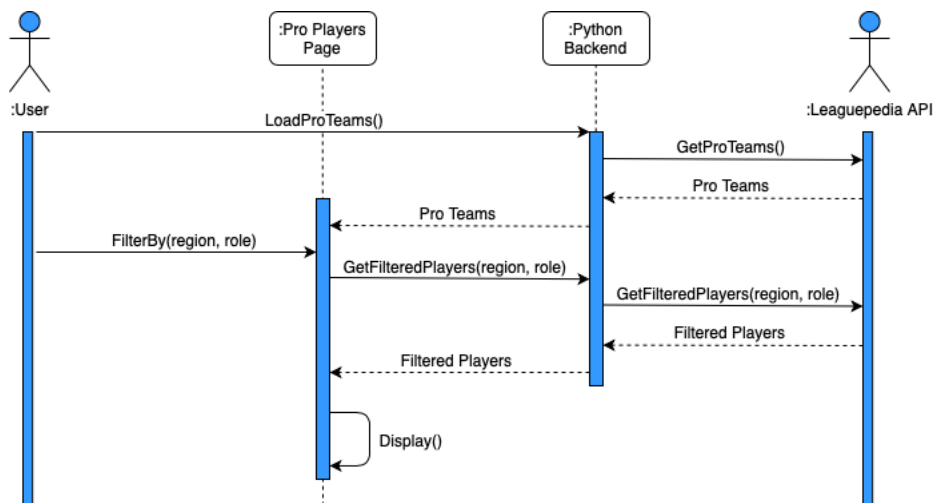 :Pro Players
Page
:Python
Backend
:User
:Leaguepedia API
LoadProTeams()
GetProTeams()
Pro Teams
Pro Teams
FilterBy(region, role)
GetFilteredPlayers(region, role)
GetFilteredPlayers(region, role)
Filtered Players
Filtered Players
Display()